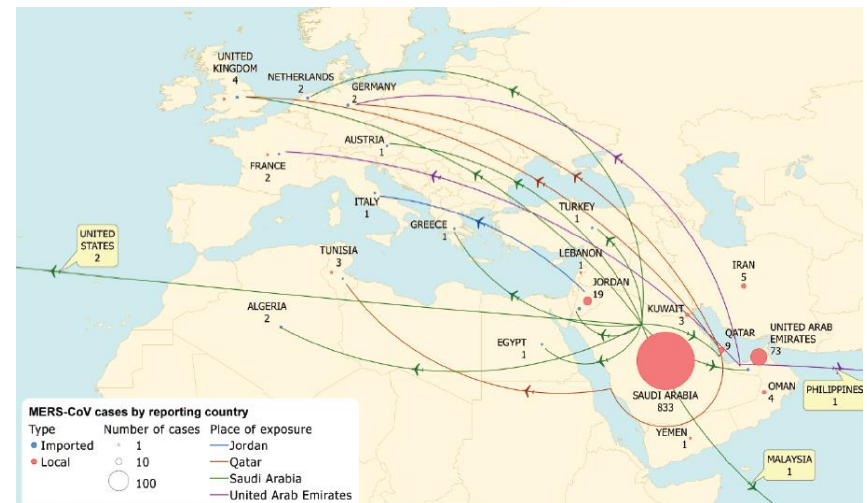 UNITED
KINGDOM
4
NETHERLANDS
2
GERMANY
2
AUSTRIA
1
FRANCE
2
ITALY
1
GREECE
1
TURKEY
1
UNITED
STATES
2
TUNISIA
3
LEBANON
1
IRAN
5
JORDAN
19
ALGERIA
2
EGYPT
1
KUWAIT
3
QATAR
9
UNITED ARAB
EMIRATES
73
SAUDI ARABIA
833
OMAN
4
PHILIPPINES
1
YEMEN
1
MALAYSIA
1
MERS-CoV cases by reporting country
Type Number of cases Place of exposure
Imported 1 Jordan
Local 10 Qatar
100 Saudi Arabia
United Arab Emirates